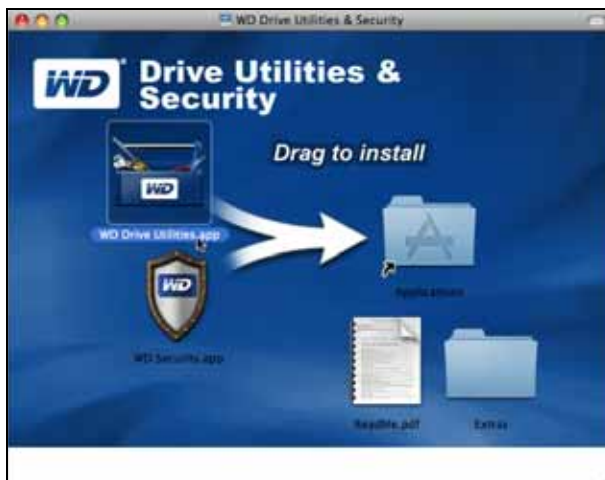 WD Drive Utilities & Security
WD
Drive Utilities &
Security
Drag to install
WD
WD Drive Utilities.app
Applications
WD
WD Security.app
ReadMe.pdf
Extras